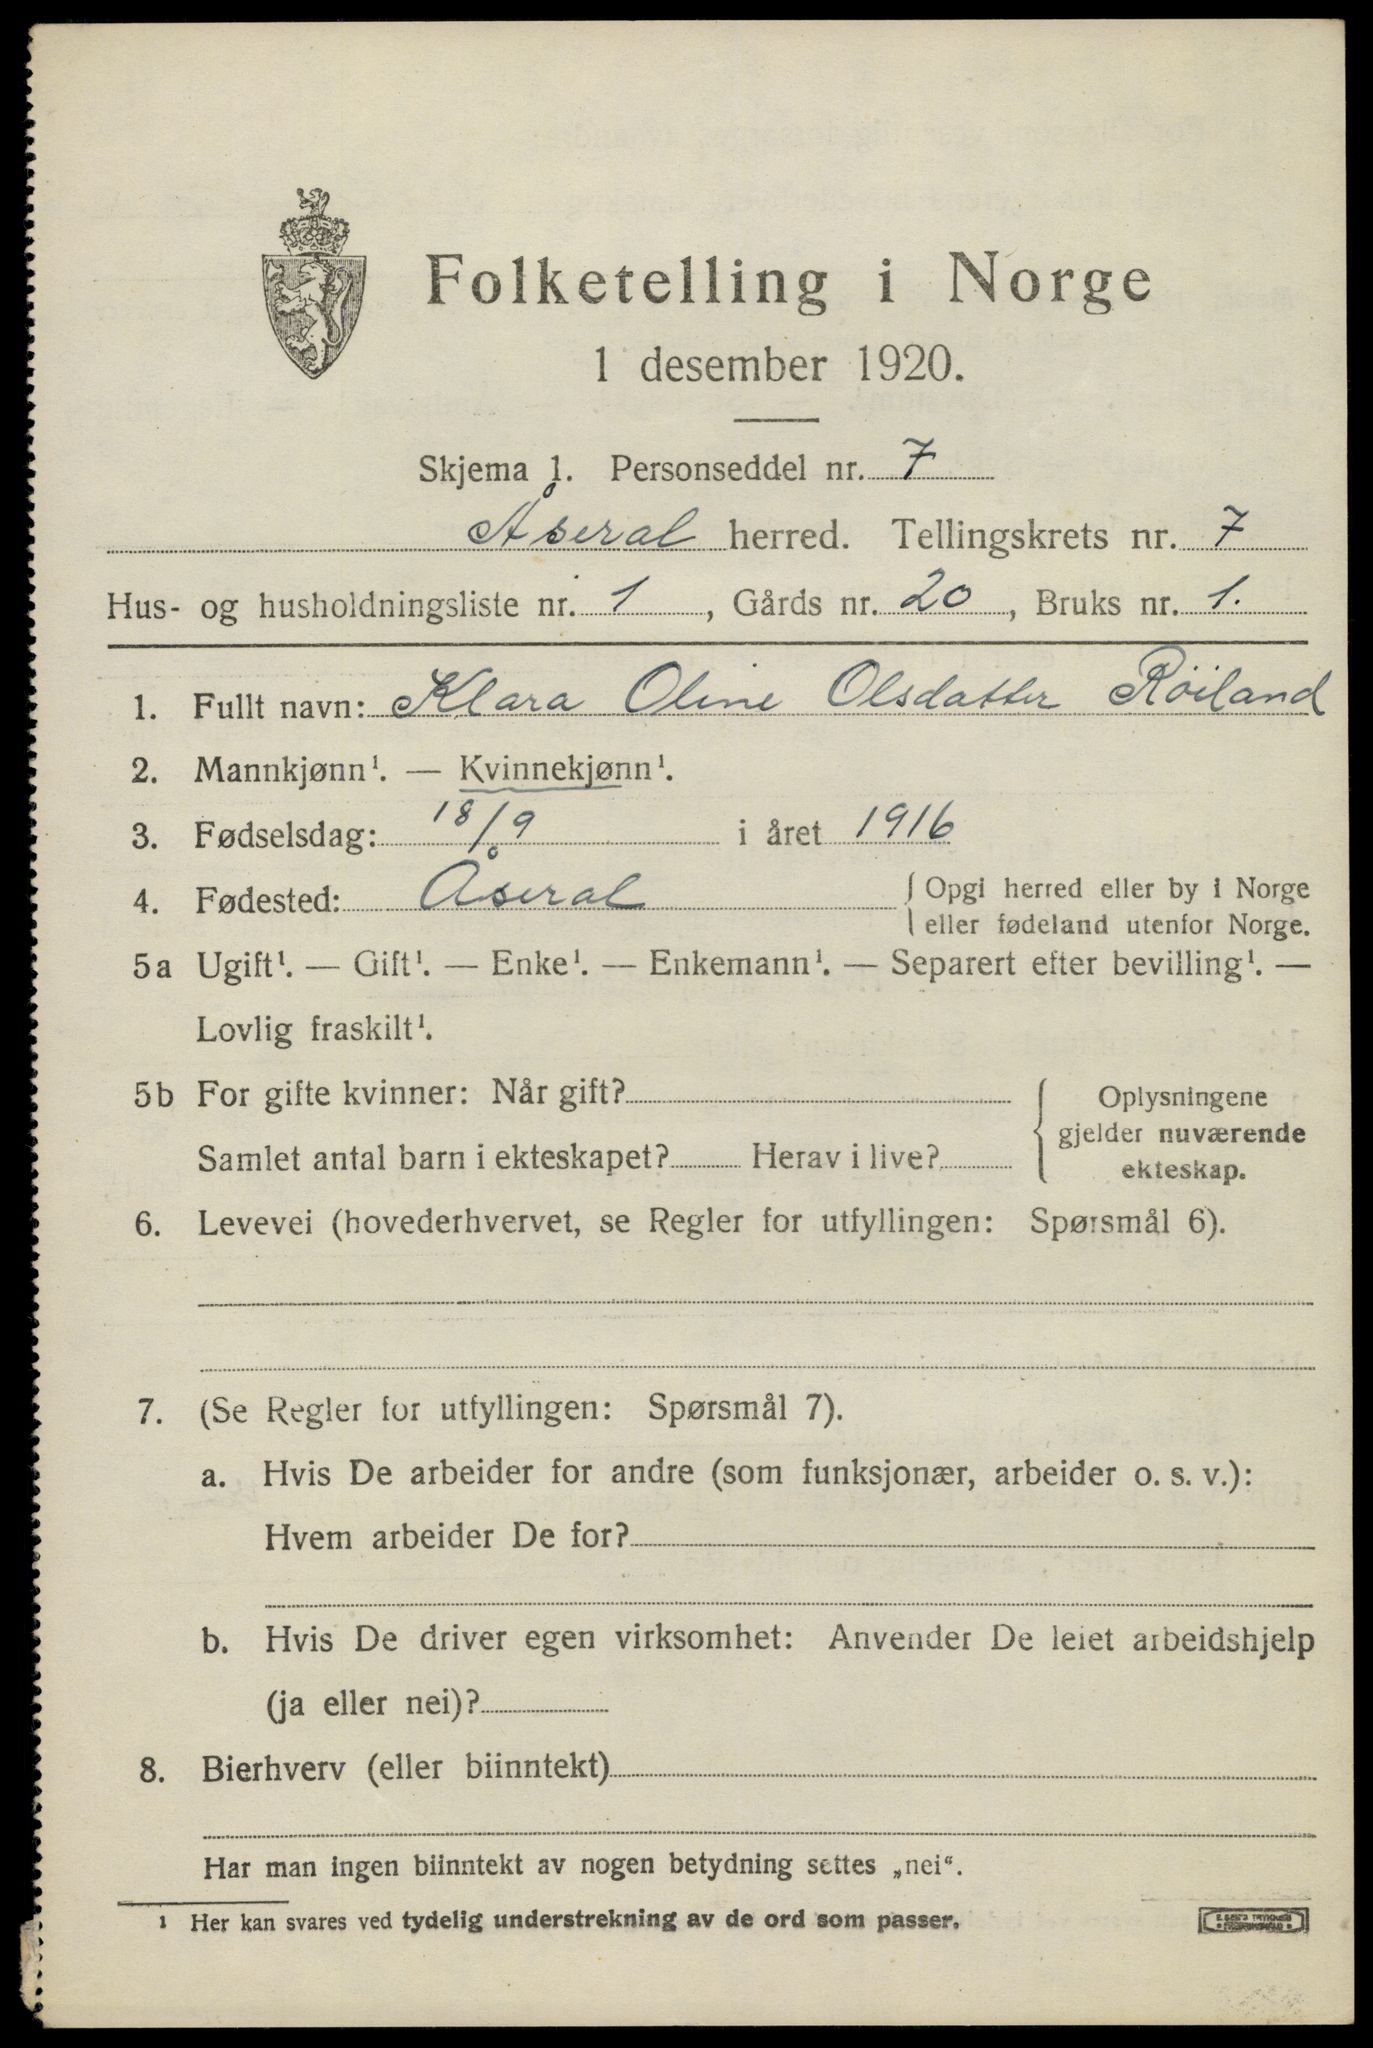 Folketelling i Norge
1 desember 1920.
Skjema 1. Personseddel nr. 7
Åseral herred. Tellingskrets nr. 7
Hus- og husholdningsliste nr. 1, Gårds nr. 20, Bruks nr. 1.
1. Fullt navn: Klara Oline Olsdatter Röiland
2. Mannkjønn¹. — Kvinnekjønn¹.
3. Fødselsdag: 18/9 i året 1916
4. Fødested: Åseral { Opgi herred eller by i Norge
eller fødeland utenfor Norge.
5a Ugift¹. — Gift¹. — Enke¹. — Enkemann¹. — Separert efter bevilling¹. —
Lovlig fraskilt¹.
5b For gifte kvinner: Når gift?
Samlet antal barn i ekteskapet? Herav i live?
{ Oplysningene
gjelder nuværende
ekteskap.
6. Levevei (hovederhvervet, se Regler for utfyllingen: Spørsmål 6).
7. (Se Regler for utfyllingen: Spørsmål 7).
a. Hvis De arbeider for andre (som funksjonær, arbeider o. s. v.):
Hvem arbeider De for?
b. Hvis De driver egen virksomhet: Anvender De leiet arbeidshjelp
(ja eller nei)?
8. Bierhverv (eller biinntekt)
Har man ingen biinntekt av nogen betydning settes „nei“.
1 Her kan svares ved tydelig understrekning av de ord som passer.